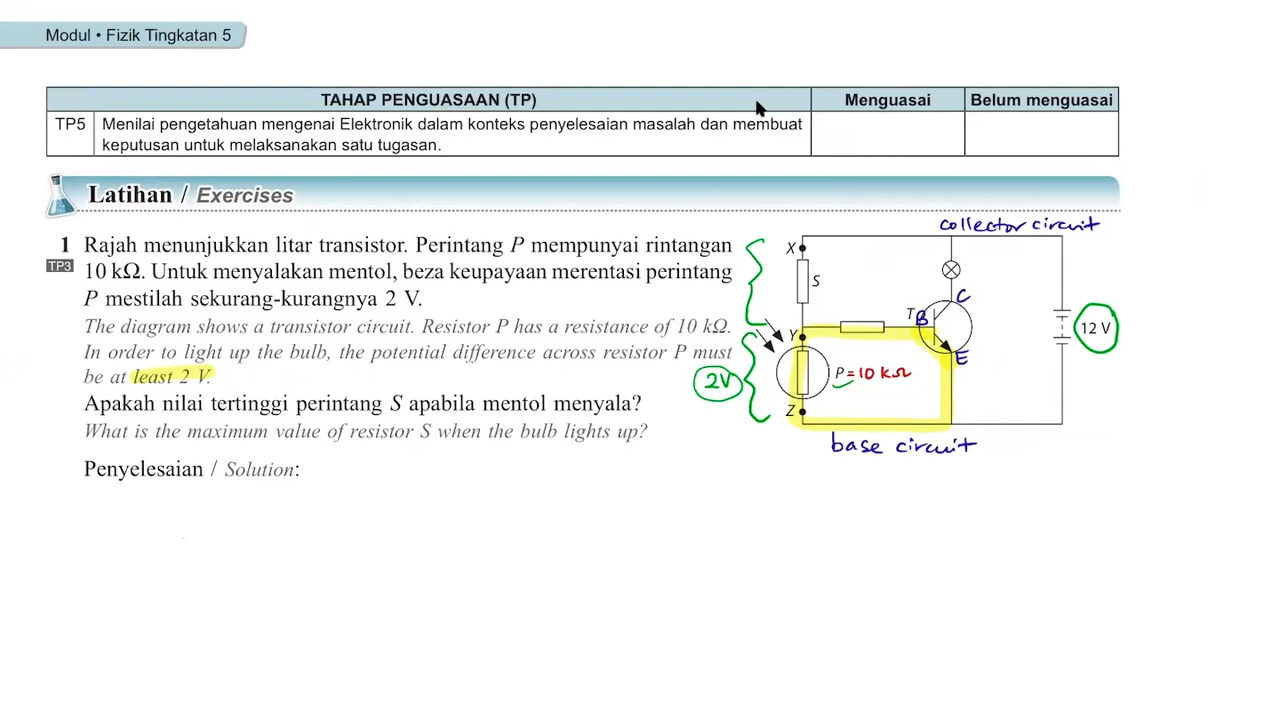 Modul • Fizik Tingkatan 5
TAHAP PENGUASAAN (TP)
Menguasai
Belum menguasai
TP5
Menilai pengetahuan mengenai Elektronik dalam konteks penyelesaian masalah dan membuat
keputusan untuk melaksanakan satu tugasan.
Latihan / Exercises
1 Rajah menunjukkan litar transistor. Perintang P mempunyai rintangan
TP3
10 kΩ. Untuk menyalakan mentol, beza keupayaan merentasi perintang
P mestilah sekurang-kurangnya 2 V.
The diagram shows a transistor circuit. Resistor P has a resistance of 10 kΩ.
In order to light up the bulb, the potential difference across resistor P must
be at least 2 V.
Apakah nilai tertinggi perintang S apabila mentol menyala?
What is the maximum value of resistor S when the bulb lights up?
Penyelesaian / Solution:
collector circuit
X
S
C
T
B
12 V
Y
E
2V
P = 10 kΩ
Z
base circuit